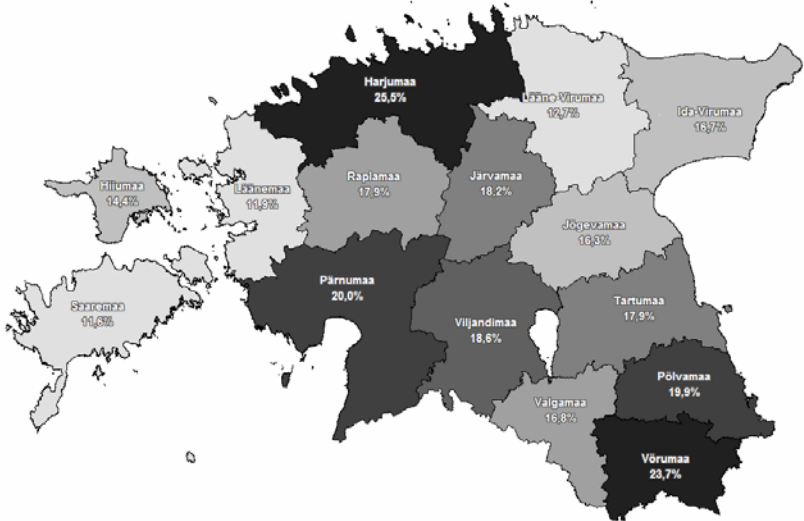 Harjumaa
25,5%
Lääne-Virumaa
12,7%
Ida-Virumaa
16,7%
Hiiumaa
14,4%
Läänemaa
11,9%
Raplamaa
17,9%
Järvamaa
18,2%
Jõgevamaa
16,3%
Saaremaa
11,6%
Pärnumaa
20,0%
Viljandimaa
18,6%
Tartumaa
17,9%
Põlvamaa
19,9%
Valgamaa
16,8%
Võrumaa
23,7%